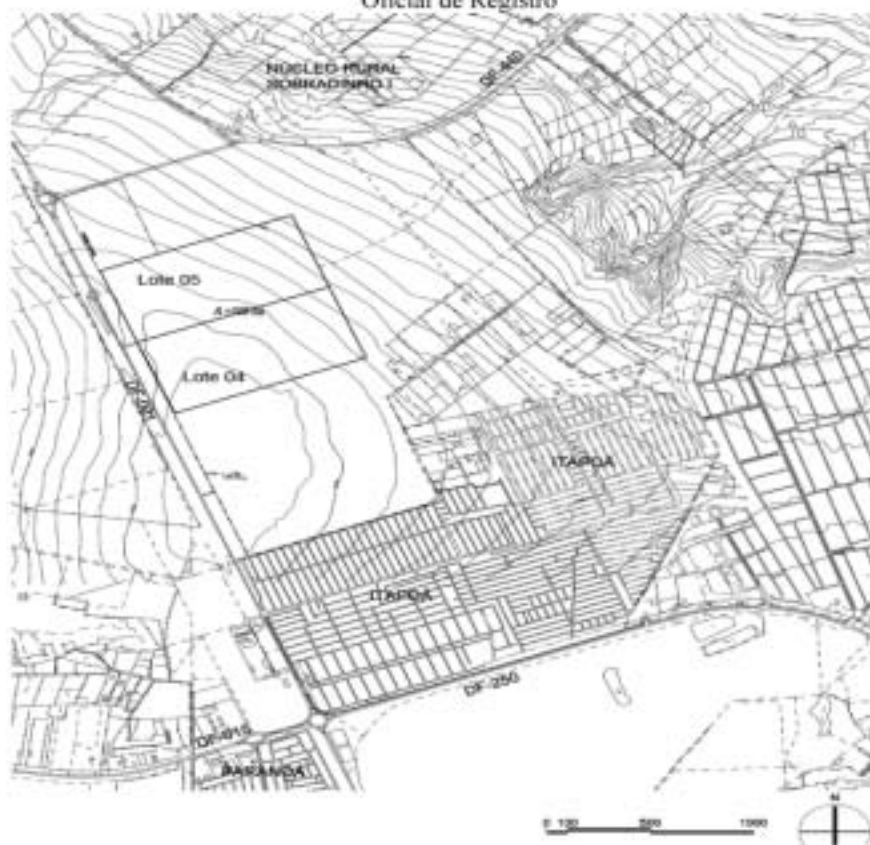 Oficial de Registro
NÚCLEO RURAL
SOBRADINHO I
DF-440
Lote 05
Lote 04
ITAPOÃ
ITAPOÃ
DF-250
DF-015
PARANOÁ
0 100 500 1000
N